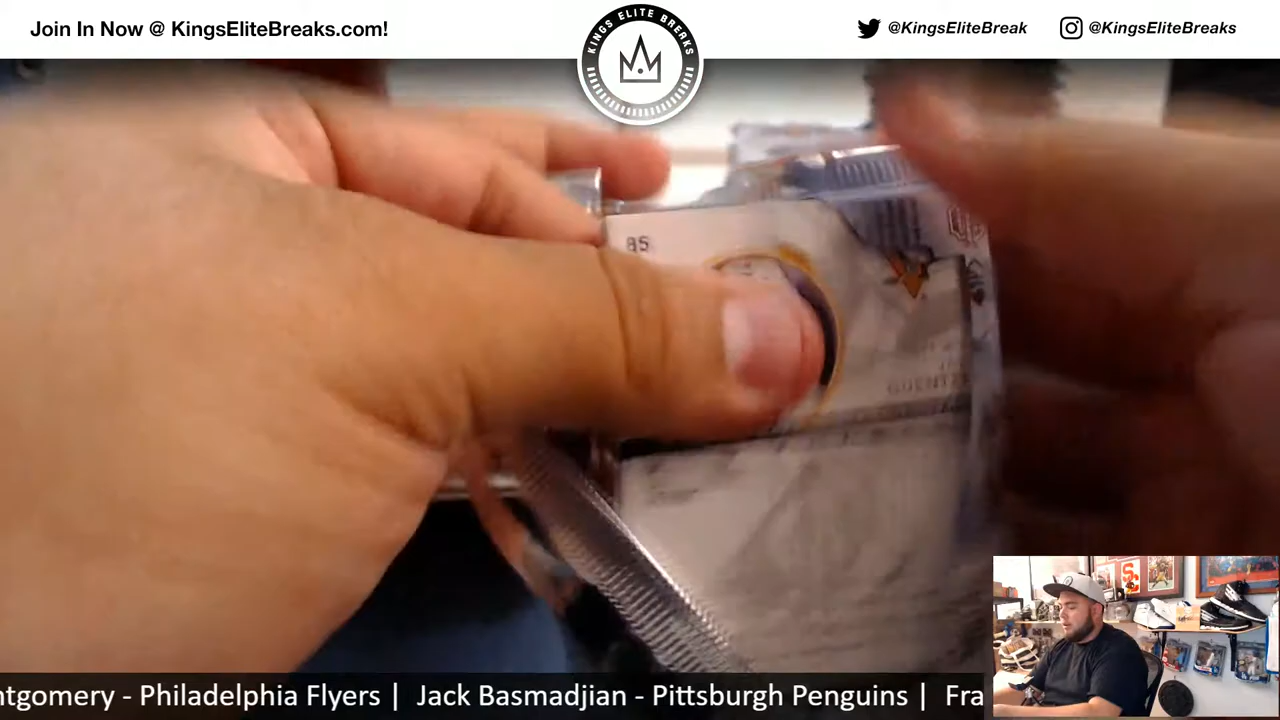 Join In Now @ KingsEliteBreaks.com!
KINGS ELITE BREAKS
@KingsEliteBreak
@KingsEliteBreaks
85
SC
ntgomery - Philadelphia Flyers | Jack Basmadjian - Pittsburgh Penguins | Fra